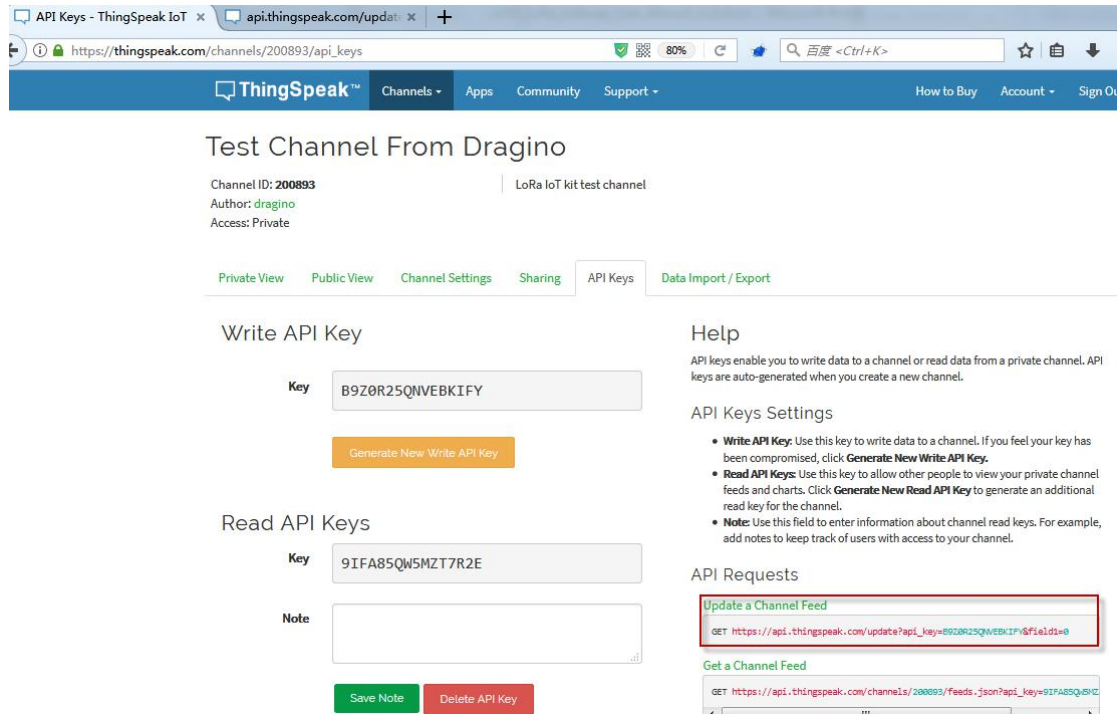 API Keys - ThingSpeak IoT
api.thingspeak.com/updat
https://thingspeak.com/channels/200893/api_keys
80%
百度 <Ctrl+K>
ThingSpeak™
Channels
Apps
Community
Support
How to Buy
Account
Sign Ou
Test Channel From Dragino
Channel ID: 200893
LoRa IoT kit test channel
Author: dragino
Access: Private
Private View
Public View
Channel Settings
Sharing
API Keys
Data Import / Export
Write API Key
Key
B9Z0R25QNVEBKIFY
Generate New Write API Key
Read API Keys
Key
9IFA85QW5MZT7R2E
Note
Save Note
Delete API Key
Help
API keys enable you to write data to a channel or read data from a private channel. API
keys are auto-generated when you create a new channel.
API Keys Settings
Write API Key: Use this key to write data to a channel. If you feel your key has
been compromised, click Generate New Write API Key.
Read API Keys: Use this key to allow other people to view your private channel
feeds and charts. Click Generate New Read API Key to generate an additional
read key for the channel.
Note: Use this field to enter information about channel read keys. For example,
add notes to keep track of users with access to your channel.
API Requests
Update a Channel Feed
GET https://api.thingspeak.com/update?api_key=B9Z0R25QNVEBKIFY&field1=0
Get a Channel Feed
GET https://api.thingspeak.com/channels/200893/feeds.json?api_key=9IFA85QW5MZ